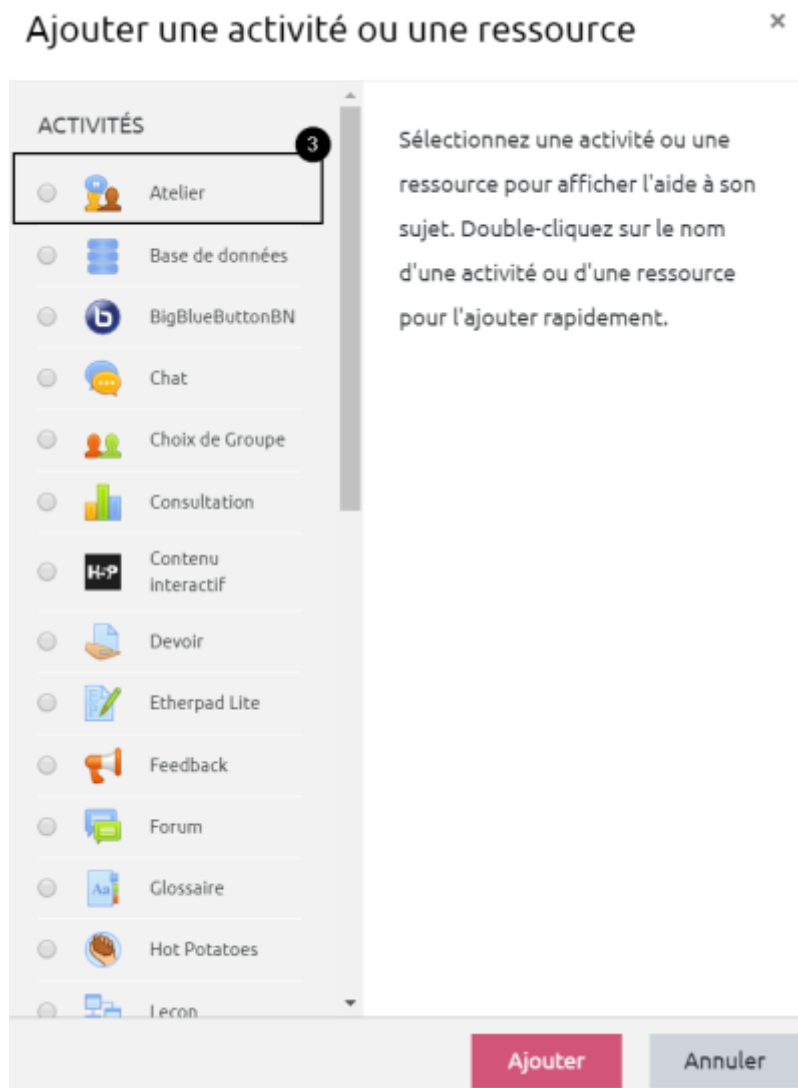 Ajouter une activité ou une ressource
×
ACTIVITÉS
3
Atelier
Base de données
b
BigBlueButtonBN
Chat
Choix de Groupe
Consultation
H-P
Contenu
interactif
Devoir
Etherpad Lite
Feedback
Forum
Aa
Glossaire
Hot Potatoes
Leçon
Sélectionnez une activité ou une
ressource pour afficher l'aide à son
sujet. Double-cliquez sur le nom
d'une activité ou d'une ressource
pour l'ajouter rapidement.
Ajouter
Annuler